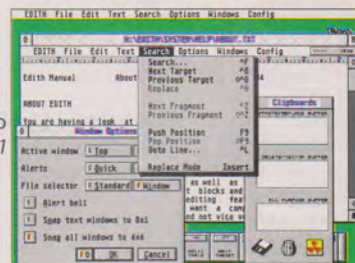 EDITH File Edit Text Search Options Windows Config
H:\EDITH\SYSTEM\HELP\ABOUT.TXT
EDITH File Edit Text Search Options Windows Config
Edith Manual About
ABOUT EDITH
You are having a look at
Search... ^F
Next Target ^G
Previous Target
Replace
Next Fragment ^Z
Previous Fragment
Push Position F9
Pop Position
Goto Line... ^L
Replace Mode Insert
Clipboards
Window Options
Active window Top
Alerts Quick
File selector Standard Window
Alert bell
Snap text windows to 8x1
Snap all windows to 4x4
OK Cancel
as well as
t blocks and
editing feat
want a comp
nd not vice v